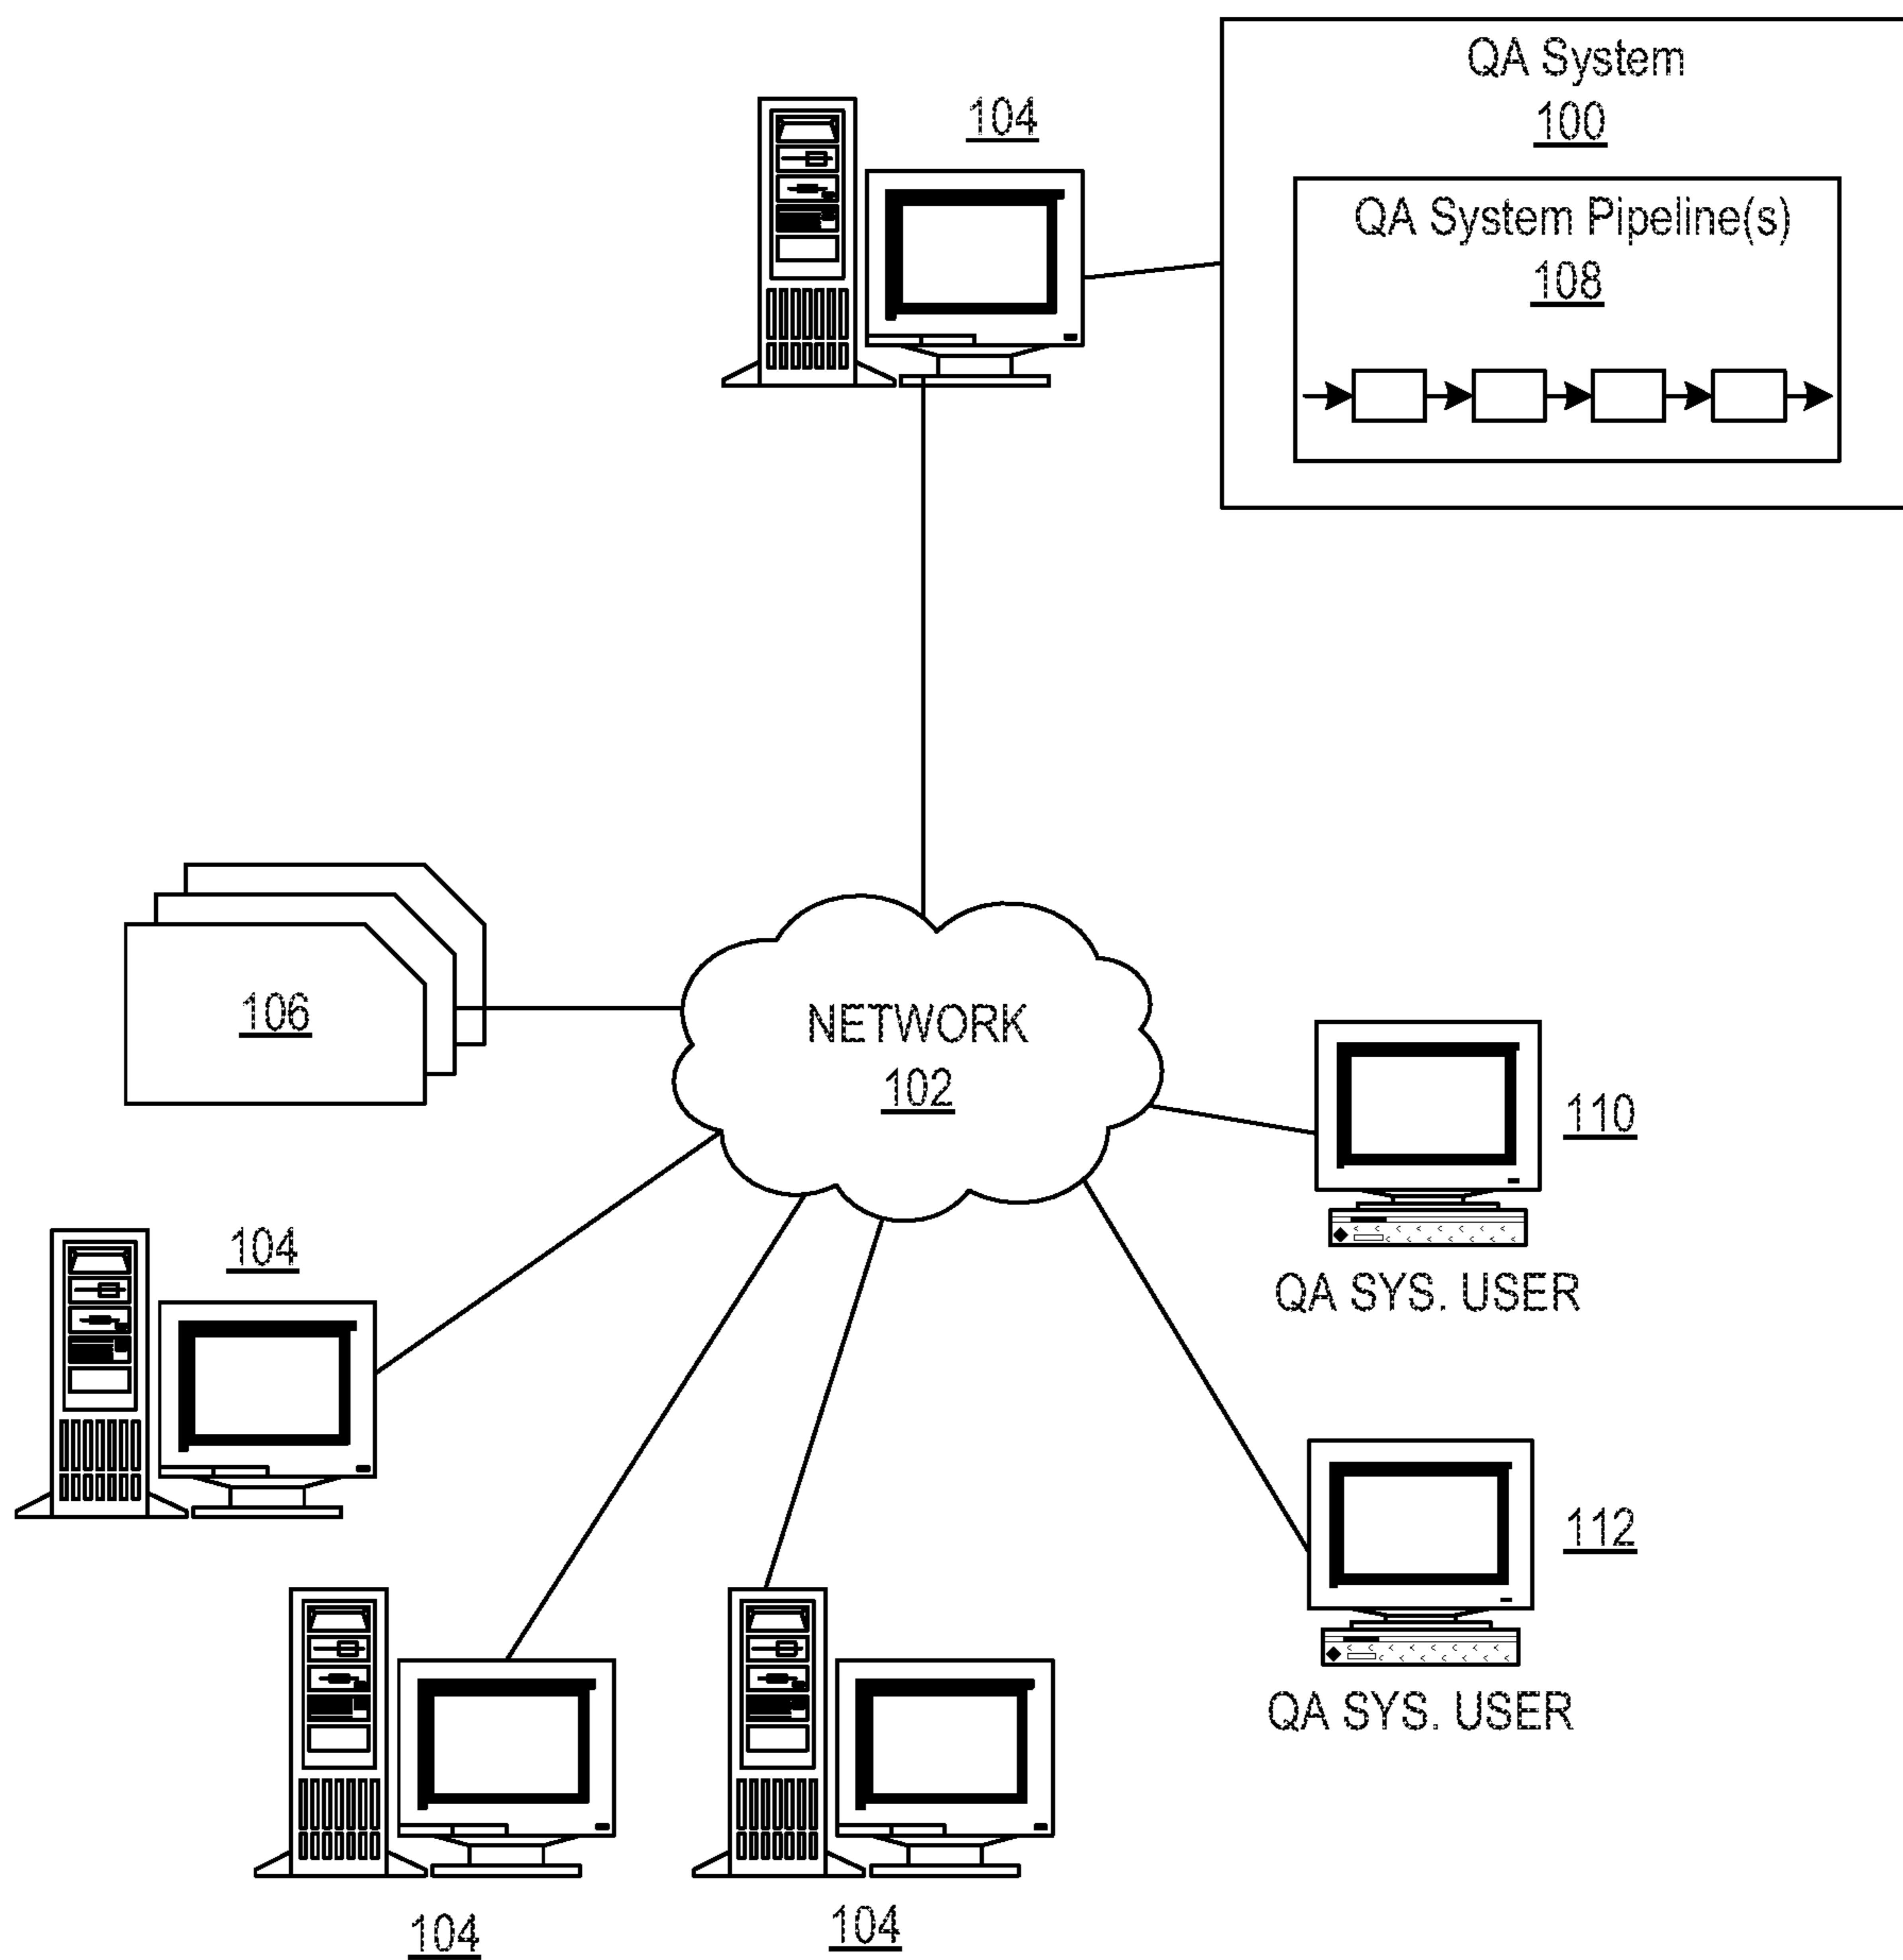 QA System
100
104
QA System Pipeline(s)
108
106
NETWORK
102
110
QA SYS. USER
104
112
QA SYS. USER
104
104